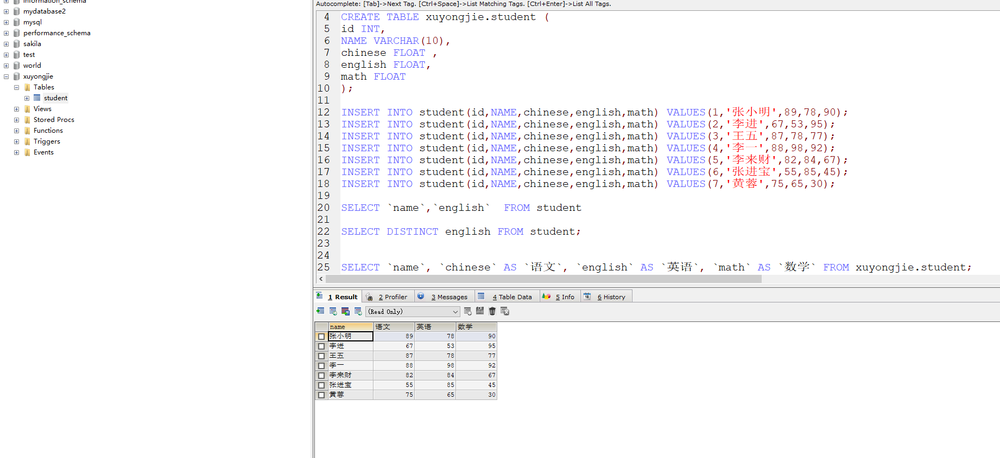 information_schema
mydatabase2
mysql
performance_schema
sakila
test
world
xuyongjie
Tables
student
Views
Stored Procs
Functions
Triggers
Events
Autocomplete: [Tab]->Next Tag. [Ctrl+Space]->List Matching Tags. [Ctrl+Enter]->List All Tags.
4 CREATE TABLE xuyongjie.student (
5 id INT,
6 NAME VARCHAR(10),
7 chinese FLOAT ,
8 english FLOAT,
9 math FLOAT
10 );
11
12 INSERT INTO student(id,NAME,chinese,english,math) VALUES(1,'张小明',89,78,90);
13 INSERT INTO student(id,NAME,chinese,english,math) VALUES(2,'李进',67,53,95);
14 INSERT INTO student(id,NAME,chinese,english,math) VALUES(3,'王五',87,78,77);
15 INSERT INTO student(id,NAME,chinese,english,math) VALUES(4,'李一',88,98,92);
16 INSERT INTO student(id,NAME,chinese,english,math) VALUES(5,'李来财',82,84,67);
17 INSERT INTO student(id,NAME,chinese,english,math) VALUES(6,'张进宝',55,85,45);
18 INSERT INTO student(id,NAME,chinese,english,math) VALUES(7,'黄蓉',75,65,30);
19
20 SELECT `name`,`english`  FROM student
21
22 SELECT DISTINCT english FROM student;
23
24
25 SELECT `name`, `chinese` AS `语文`, `english` AS `英语`, `math` AS `数学` FROM xuyongjie.student;
1 Result 2 Profiler 3 Messages 4 Table Data 5 Info 6 History
(Read Only)
name 语文 英语 数学
张小明 89 78 90
李进 67 53 95
王五 87 78 77
李一 88 98 92
李来财 82 84 67
张进宝 55 85 45
黄蓉 75 65 30